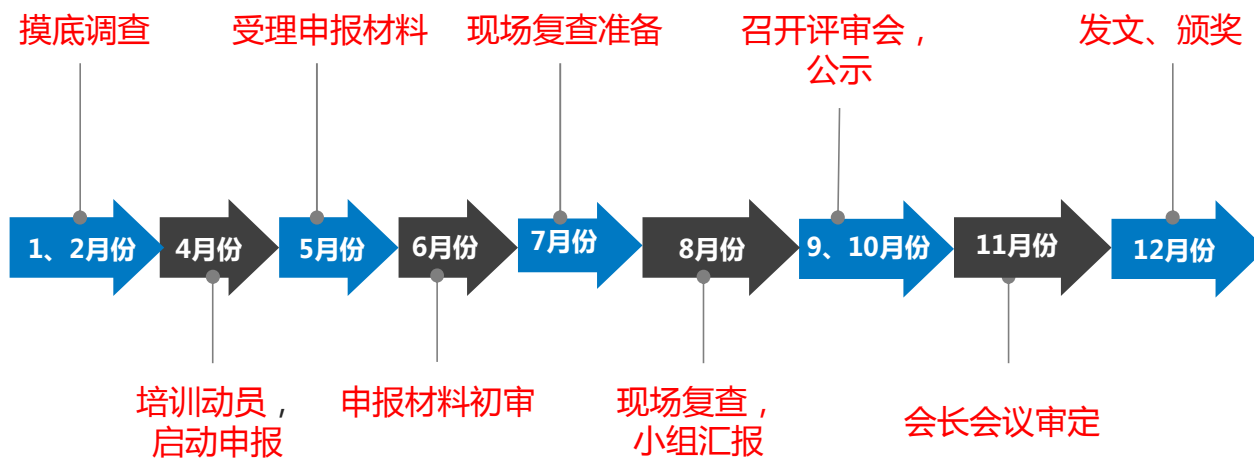 摸底调查
受理申报材料
现场复查准备
召开评审会，
公示
发文、颁奖
1、2月份
4月份
5月份
6月份
7月份
8月份
9、10月份
11月份
12月份
培训动员，
启动申报
申报材料初审
现场复查，
小组汇报
会长会议审定